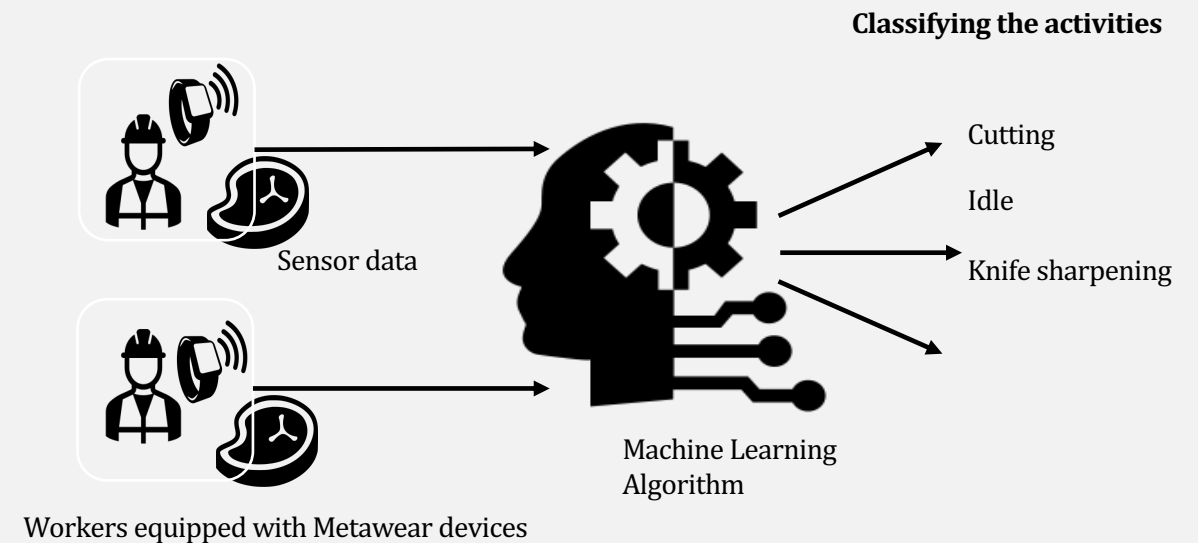 Classifying the activities
Cutting
Idle
Sensor data
Knife sharpening
Machine Learning
Algorithm
Workers equipped with Metawear devices